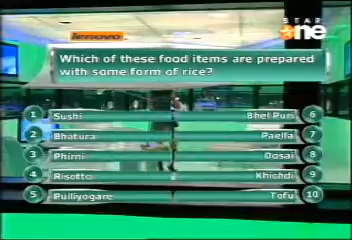 STAR
one
lenovo
Which of these food items are prepared
with some form of rice?
1 Sushi
Bhel Puri 6
2 Bhatura
Paella 7
3 Phirni
Dosai 8
4 Risotto
Khichdi 9
5 Pulliyogare
Tofu 10